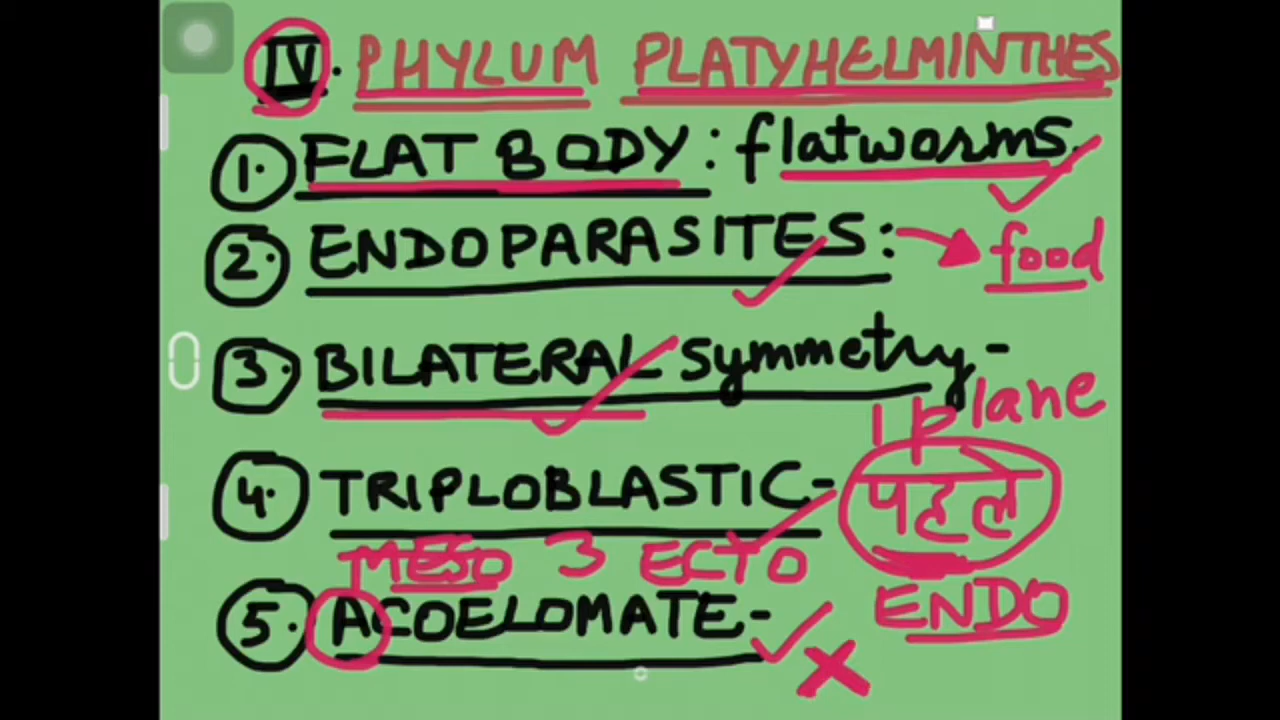 IV. PHYLUM PLATYHELMINTHES
1. FLAT BODY : flatworms
2. ENDOPARASITES : → food
3. BILATERAL symmetry -
1 plane
4. TRIPLOBLASTIC - पहले
MESO 3 ECTO
ENDO
5. ACOELOMATE -